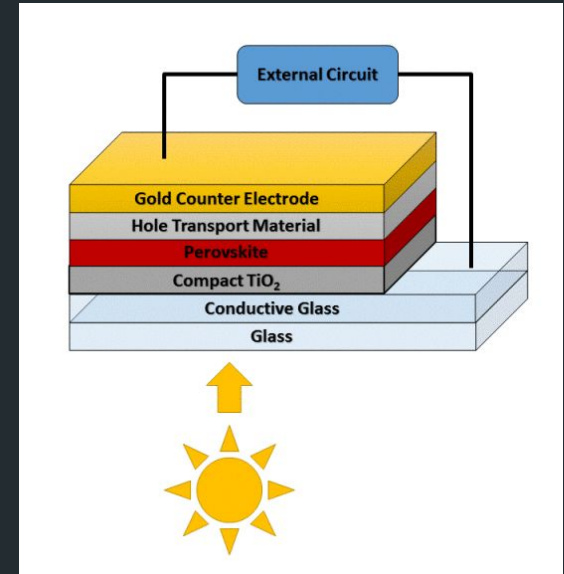 External Circuit
Gold Counter Electrode
Hole Transport Material
Perovskite
Compact TiO₂
Conductive Glass
Glass